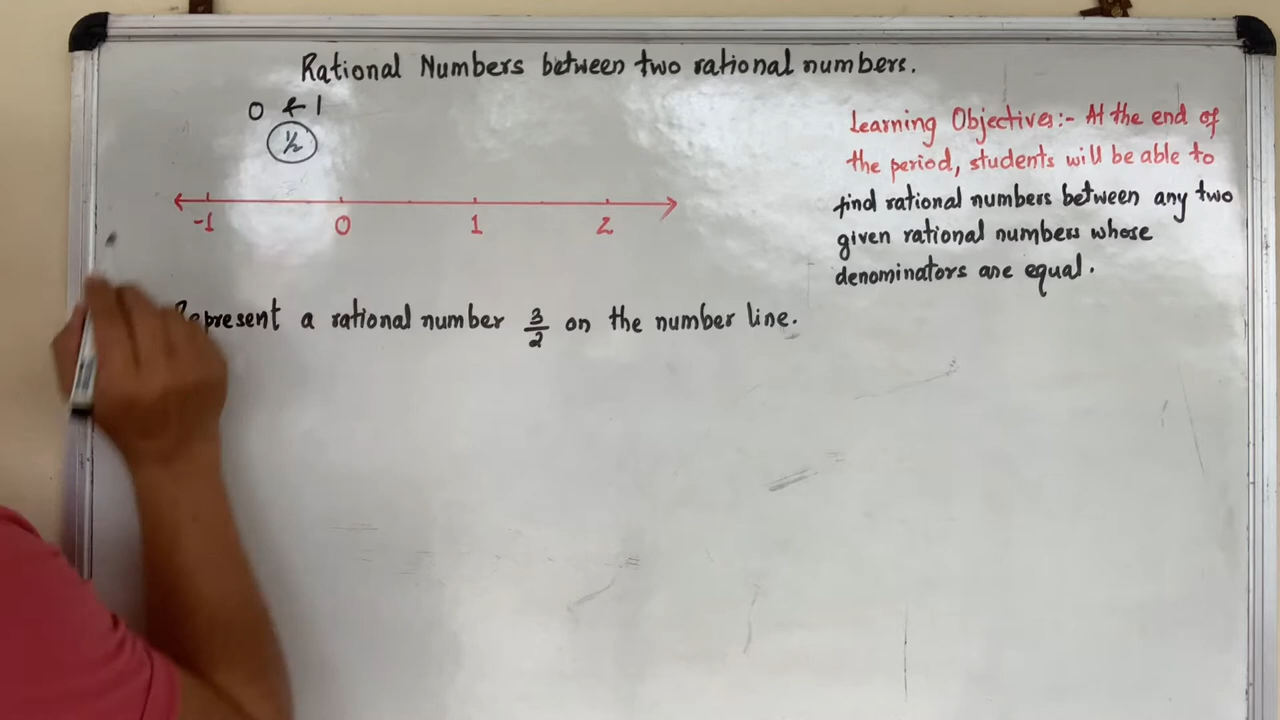 Rational Numbers between two rational numbers.
0 & 1
1/2
-1 0 1 2
Represent a rational number 3/2 on the number line.
Learning Objectives:- At the end of
the period, students will be able to
find rational numbers between any two
given rational numbers whose
denominators are equal.